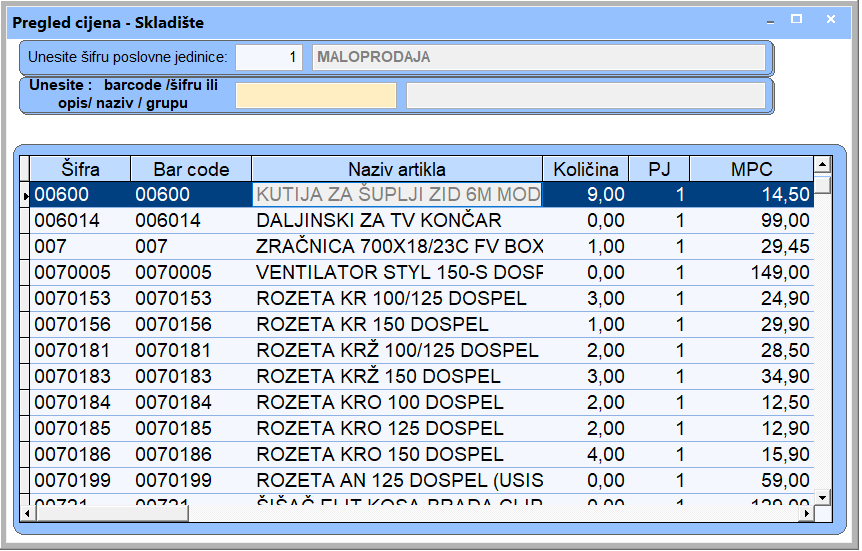 Pregled cijena - Skladište
Unesite šifru poslovne jedinice: 1 MALOPRODAJA
Unesite : barcode /šifru ili
opis/ naziv / grupu
Šifra Bar code Naziv artikla Količina PJ MPC
00600 00600 KUTIJA ZA ŠUPLJI ZID 6M MOD 9,00 1 14,50
006014 006014 DALJINSKI ZA TV KONČAR 0,00 1 99,00
007 007 ZRAČNICA 700X18/23C FV BOX 1,00 1 29,45
0070005 0070005 VENTILATOR STYL 150-S DOSP 0,00 1 149,00
0070153 0070153 ROZETA KR 100/125 DOSPEL 3,00 1 24,90
0070156 0070156 ROZETA KR 150 DOSPEL 1,00 1 29,90
0070181 0070181 ROZETA KRŽ 100/125 DOSPEL 2,00 1 28,50
0070183 0070183 ROZETA KRŽ 150 DOSPEL 3,00 1 34,90
0070184 0070184 ROZETA KRO 100 DOSPEL 2,00 1 12,50
0070185 0070185 ROZETA KRO 125 DOSPEL 2,00 1 12,90
0070186 0070186 ROZETA KRO 150 DOSPEL 4,00 1 15,90
0070199 0070199 ROZETA AN 125 DOSPEL (USIS 0,00 1 59,00
00721 00721 ŠIŠAČ ELIT KOSA BRADA CLIP 0,00 1 129,00